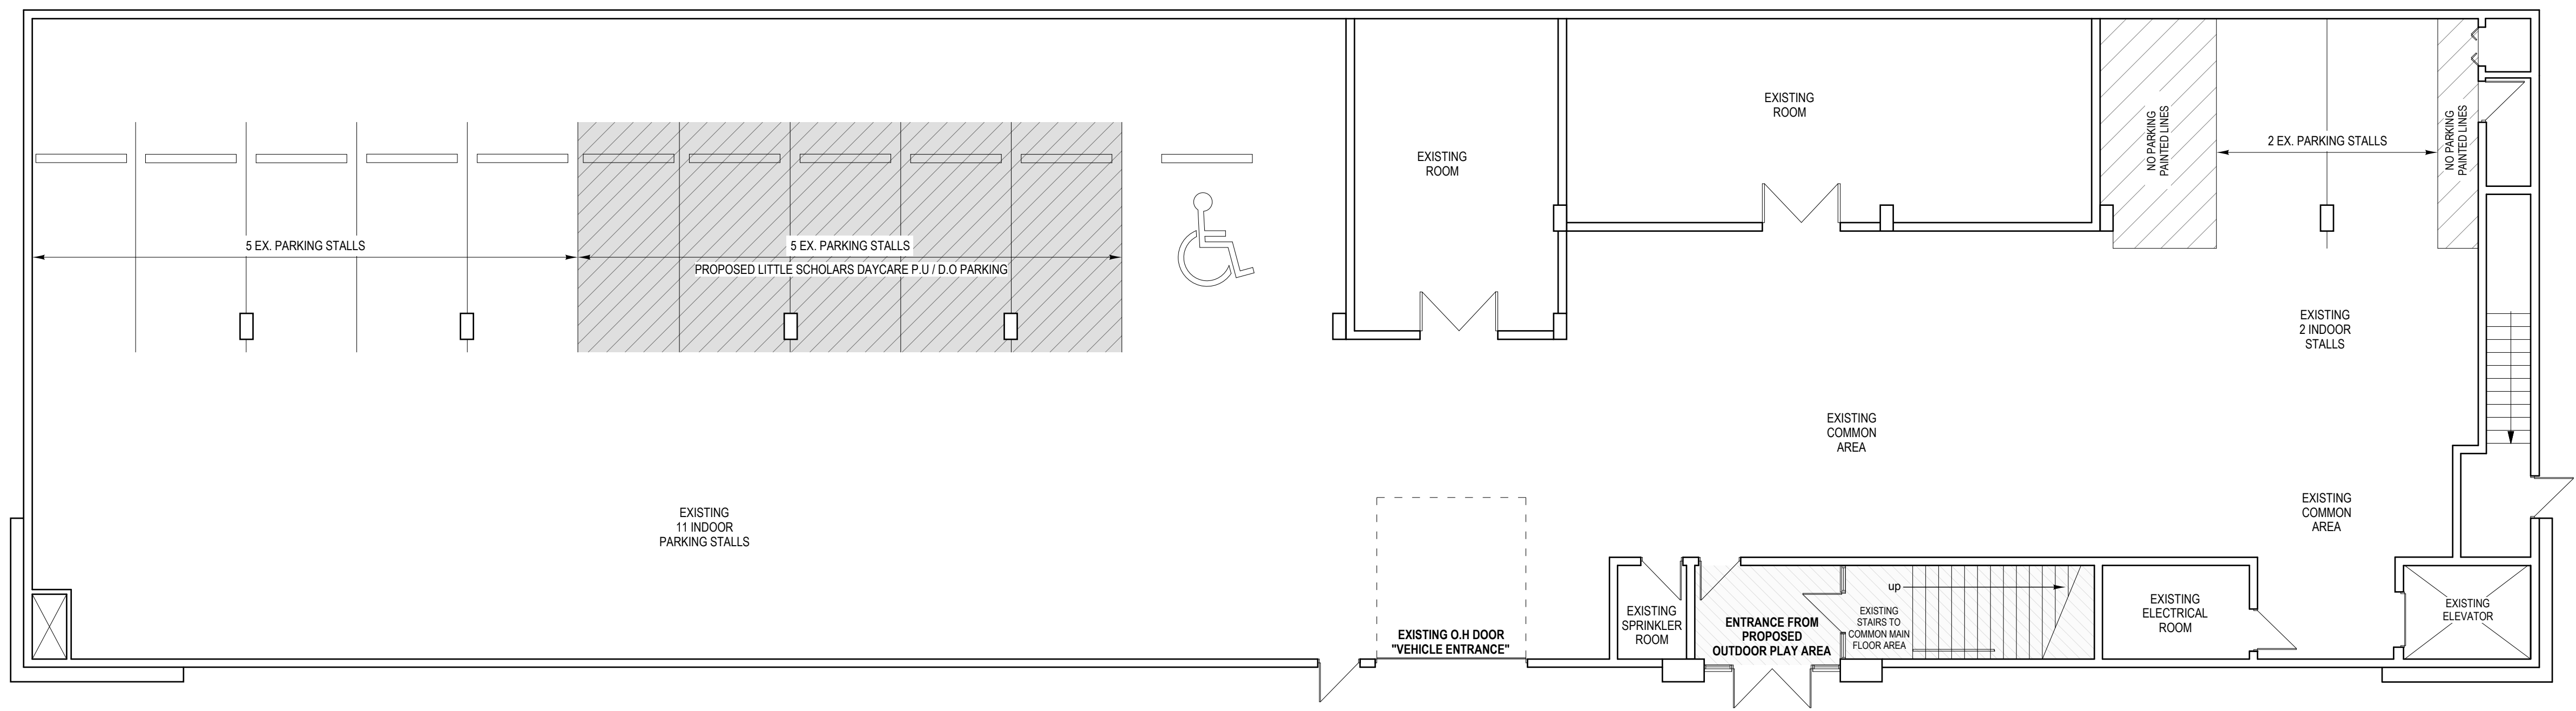 EXISTING
ROOM
EXISTING
ROOM
NO PARKING
PAINTED LINES
2 EX. PARKING STALLS
NO PARKING
PAINTED LINES
5 EX. PARKING STALLS
5 EX. PARKING STALLS
PROPOSED LITTLE SCHOLARS DAYCARE P.U / D.O PARKING
EXISTING
2 INDOOR
STALLS
EXISTING
COMMON
AREA
EXISTING
11 INDOOR
PARKING STALLS
EXISTING
COMMON
AREA
EXISTING O.H DOOR
"VEHICLE ENTRANCE"
EXISTING
SPRINKLER
ROOM
ENTRANCE FROM
PROPOSED
OUTDOOR PLAY AREA
up
EXISTING
STAIRS TO
COMMON MAIN
FLOOR AREA
EXISTING
ELECTRICAL
ROOM
EXISTING
ELEVATOR